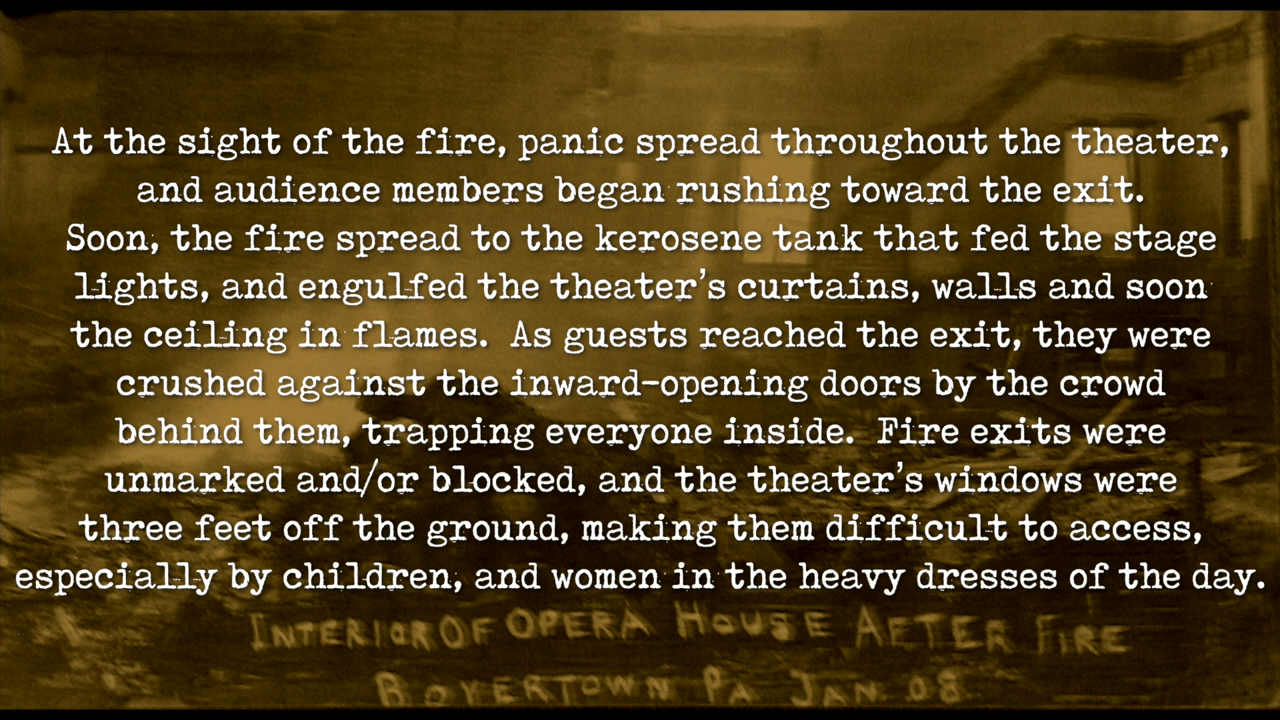 At the sight of the fire, panic spread throughout the theater,
and audience members began rushing toward the exit.
Soon, the fire spread to the kerosene tank that fed the stage
lights, and engulfed the theater's curtains, walls and soon
the ceiling in flames.  As guests reached the exit, they were
crushed against the inward-opening doors by the crowd
behind them, trapping everyone inside.  Fire exits were
unmarked and/or blocked, and the theater's windows were
three feet off the ground, making them difficult to access,
especially by children, and women in the heavy dresses of the day.
INTERIOR OF OPERA HOUSE AFTER FIRE
BOYERTOWN PA JAN 08